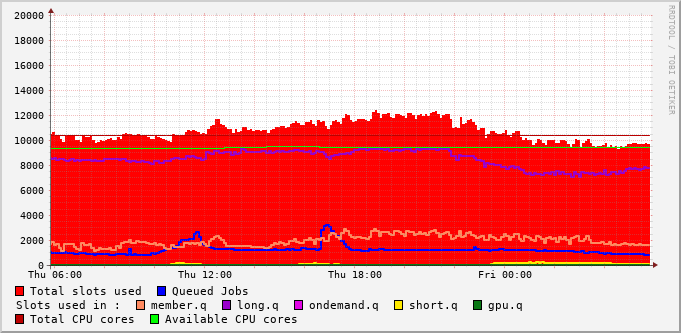 20000
18000
16000
14000
12000
10000
8000
6000
4000
2000
0
Thu 06:00 Thu 12:00 Thu 18:00 Fri 00:00
Total slots used Queued Jobs
Slots used in : member.q long.q ondemand.q short.q gpu.q
Total CPU cores Available CPU cores
RRDTOOL / TOBI OETIKER